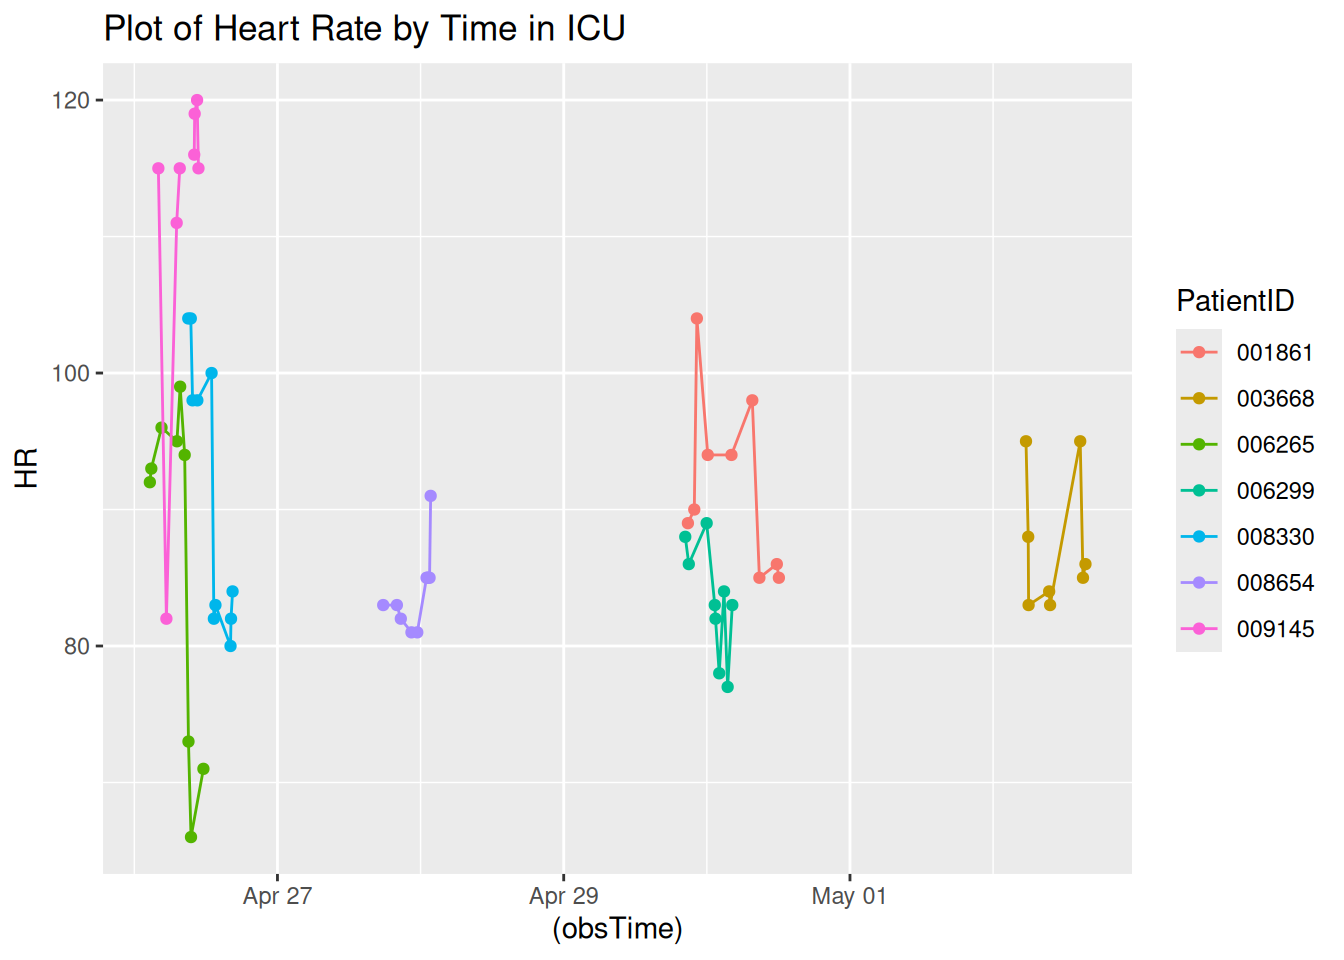 Plot of Heart Rate by Time in ICU
120
100
80
HR
Apr 27
Apr 29
May 01
(obsTime)
PatientID
001861
003668
006265
006299
008330
008654
009145